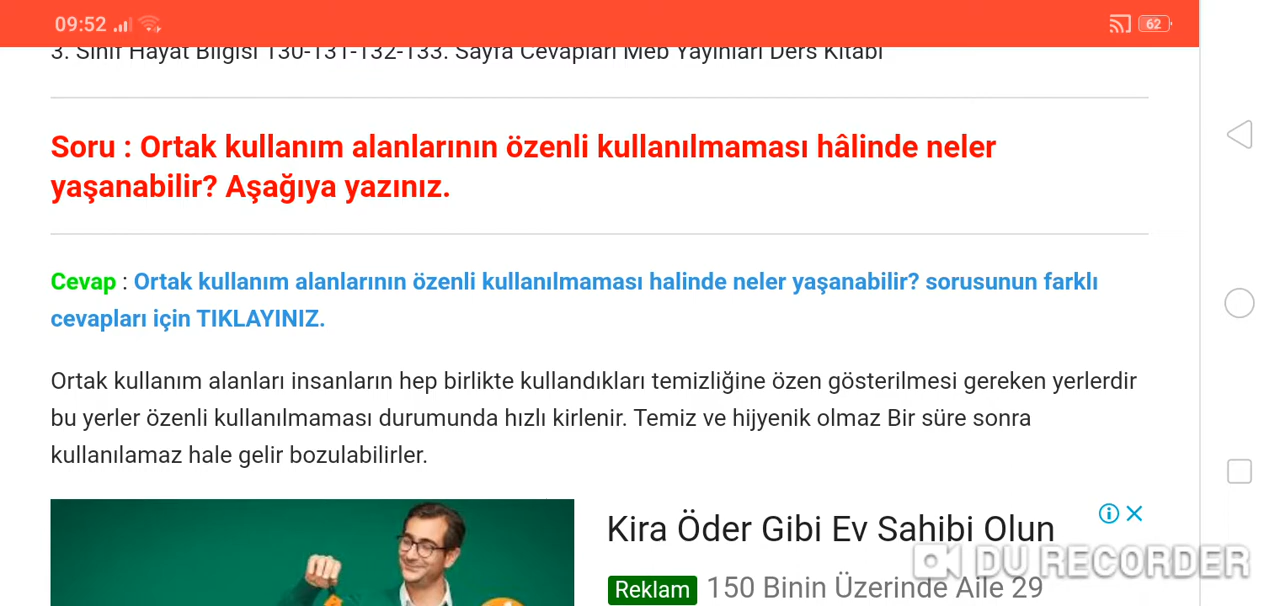 09:52
62
3. Sınıf Hayat Bilgisi 130-131-132-133. Sayfa Cevapları Meb Yayınları Ders Kitabı
Soru : Ortak kullanım alanlarının özenli kullanılmaması hâlinde neler
yaşanabilir? Aşağıya yazınız.
Cevap : Ortak kullanım alanlarının özenli kullanılmaması halinde neler yaşanabilir? sorusunun farklı
cevapları için TIKLAYINIZ.
Ortak kullanım alanları insanların hep birlikte kullandıkları temizliğine özen gösterilmesi gereken yerlerdir
bu yerler özenli kullanılmaması durumunda hızlı kirlenir. Temiz ve hijyenik olmaz Bir süre sonra
kullanılamaz hale gelir bozulabilirler.
Kira Öder Gibi Ev Sahibi Olun
DU RECORDER
Reklam 150 Binin Üzerinde Aile 29